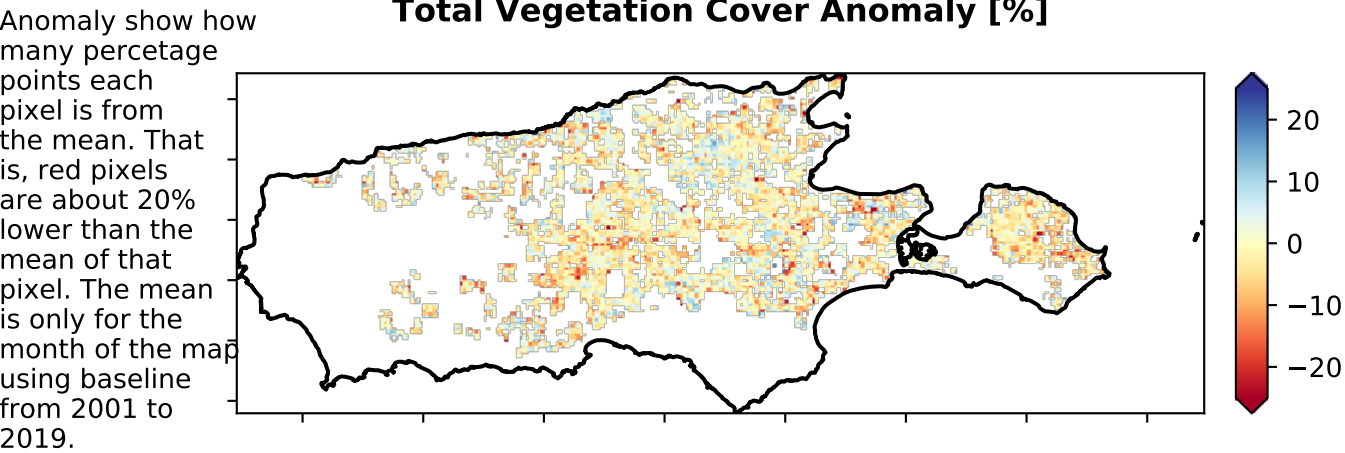 Total Vegetation Cover Anomaly [%]
Anomaly show how
many percetage
points each
pixel is from
the mean. That
is, red pixels
are about 20%
lower than the
mean of that
pixel. The mean
is only for the
month of the map
using baseline
from 2001 to
2019.
20
10
0
−10
−20